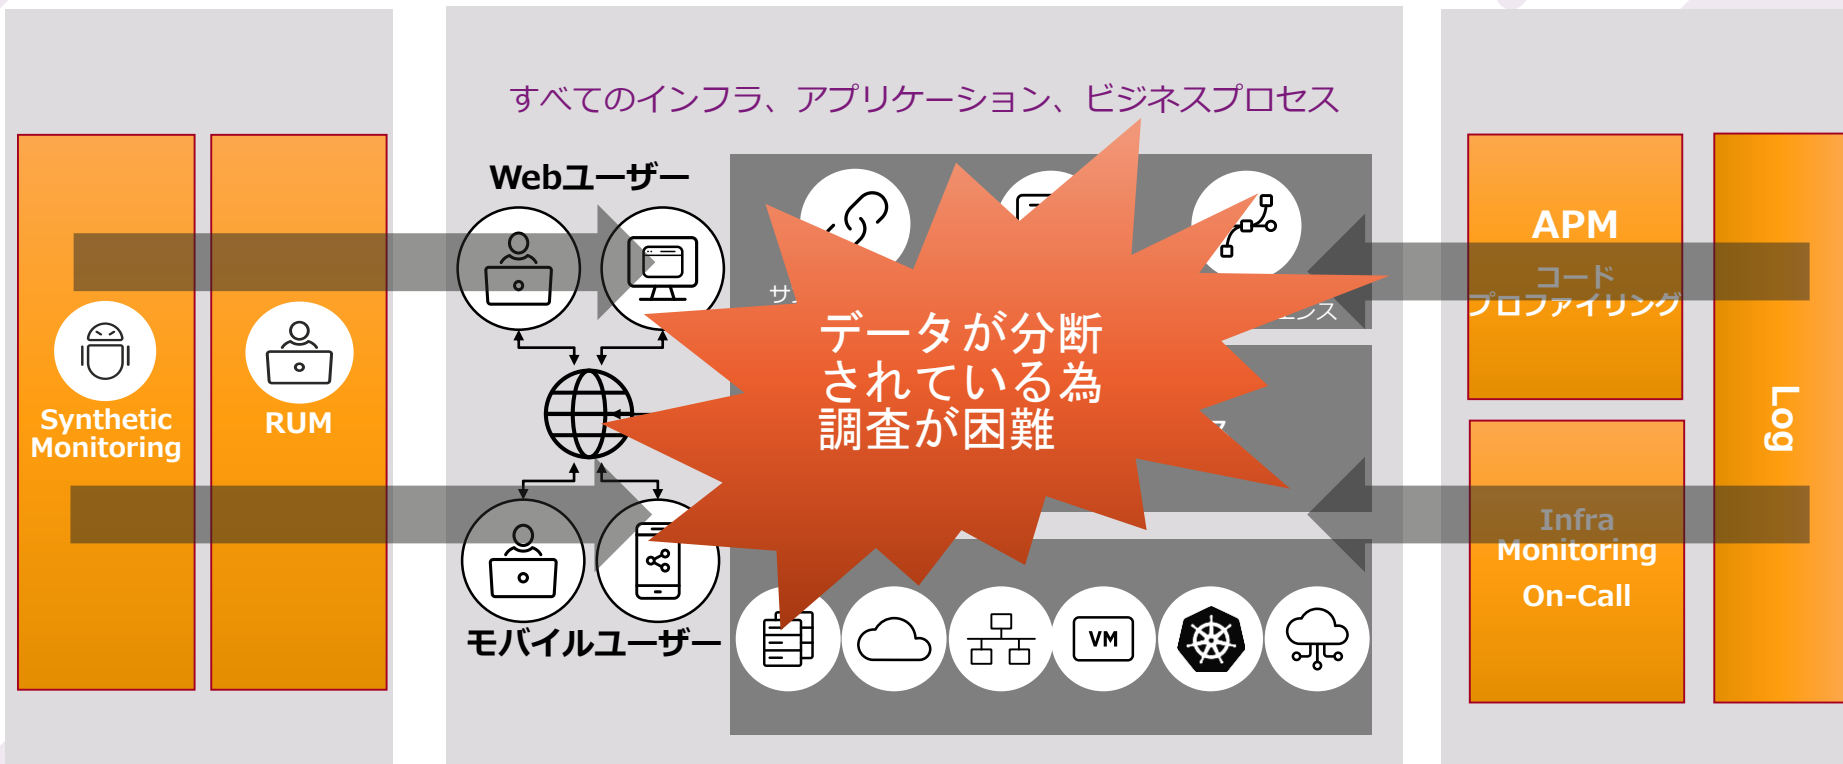 すべてのインフラ、アプリケーション、ビジネスプロセス
Synthetic
Monitoring
RUM
Webユーザー
モバイルユーザー
データが分断
されている為
調査が困難
VM
APM
コード
プロファイリング
Infra
Monitoring
On-Call
Log